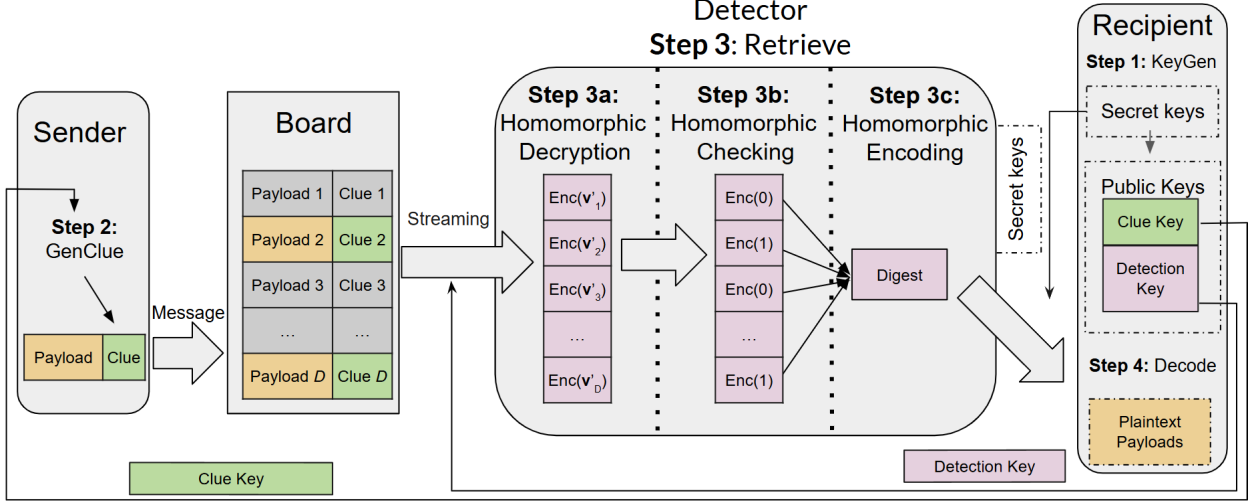 Detector
Step 3: Retrieve
Sender
Step 2:
GenClue
Payload
Clue
Message
Board
Payload 1
Clue 1
Payload 2
Clue 2
Payload 3
Clue 3
...
...
Payload D
Clue D
Streaming
Step 3a:
Homomorphic
Decryption
Enc(v'1)
Enc(v'2)
Enc(v'3)
...
Enc(v'D)
Step 3b:
Homomorphic
Checking
Enc(0)
Enc(1)
Enc(0)
...
Enc(1)
Step 3c:
Homomorphic
Encoding
Digest
Secret keys
Recipient
Step 1: KeyGen
Secret keys
Public Keys
Clue Key
Detection
Key
Step 4: Decode
Plaintext
Payloads
Clue Key
Detection Key